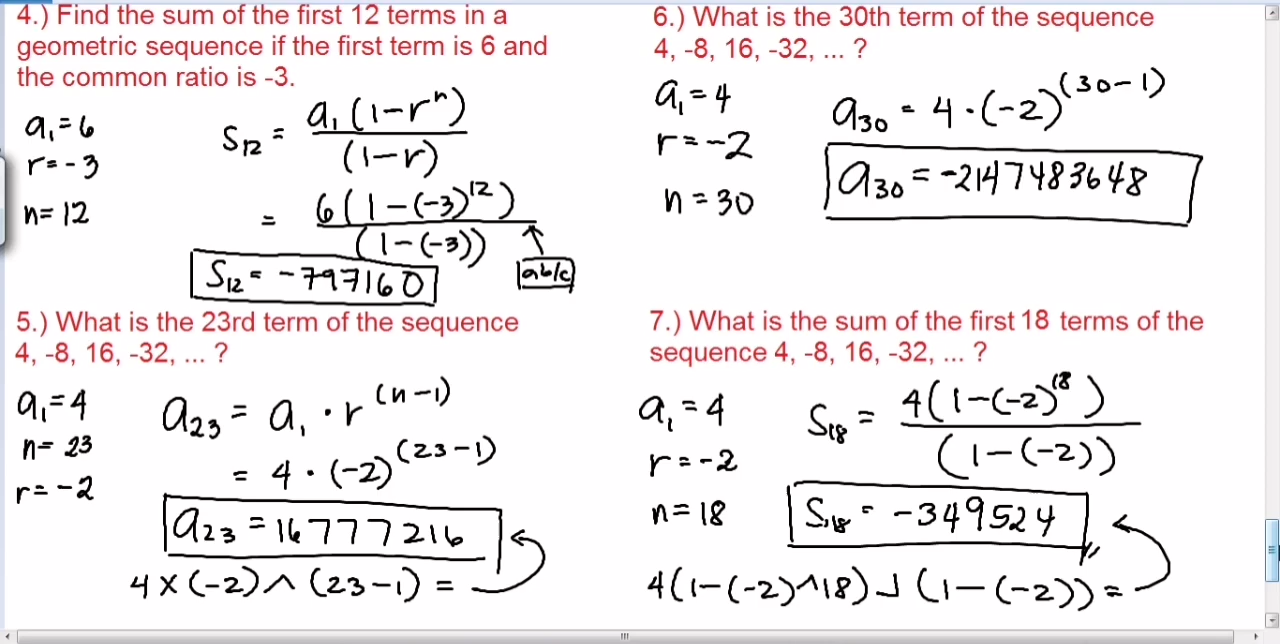 4.) Find the sum of the first 12 terms in a
geometric sequence if the first term is 6 and
the common ratio is -3.
a₁=6
r=-3
n=12
S₁₂ = a₁(1-rⁿ) / (1-r)
= 6(1-(-3)¹²) / (1-(-3))
ab/c
S₁₂ = -797160
5.) What is the 23rd term of the sequence
4, -8, 16, -32, ... ?
a₁=4
n=23
r=-2
a₂₃ = a₁ · r^(n-1)
= 4 · (-2)^(23-1)
a₂₃ = 16777216
4×(-2)^(23-1) =
6.) What is the 30th term of the sequence
4, -8, 16, -32, ... ?
a₁=4
r=-2
n=30
a₃₀ = 4·(-2)^(30-1)
a₃₀ = -2147483648
7.) What is the sum of the first 18 terms of the
sequence 4, -8, 16, -32, ... ?
a₁=4
r=-2
n=18
S₁₈ = 4(1-(-2)¹⁸) / (1-(-2))
S₁₈ = -349524
4(1-(-2)^18)┘(1-(-2))=